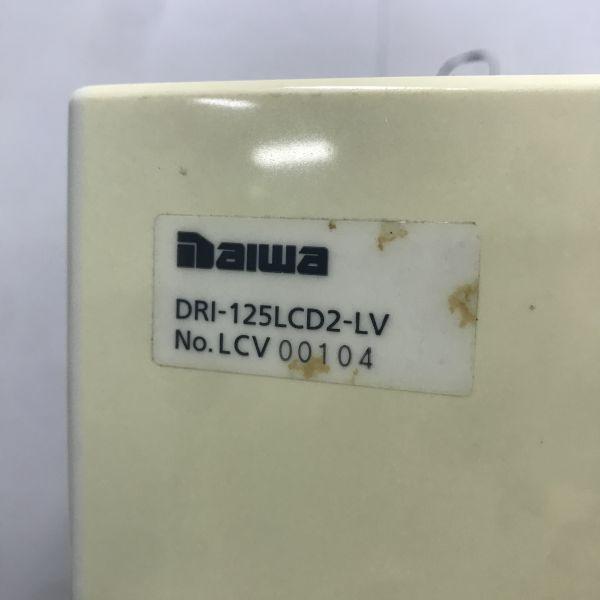 Daiwa
DRI-125LCD2-LV
No. LCV 00104